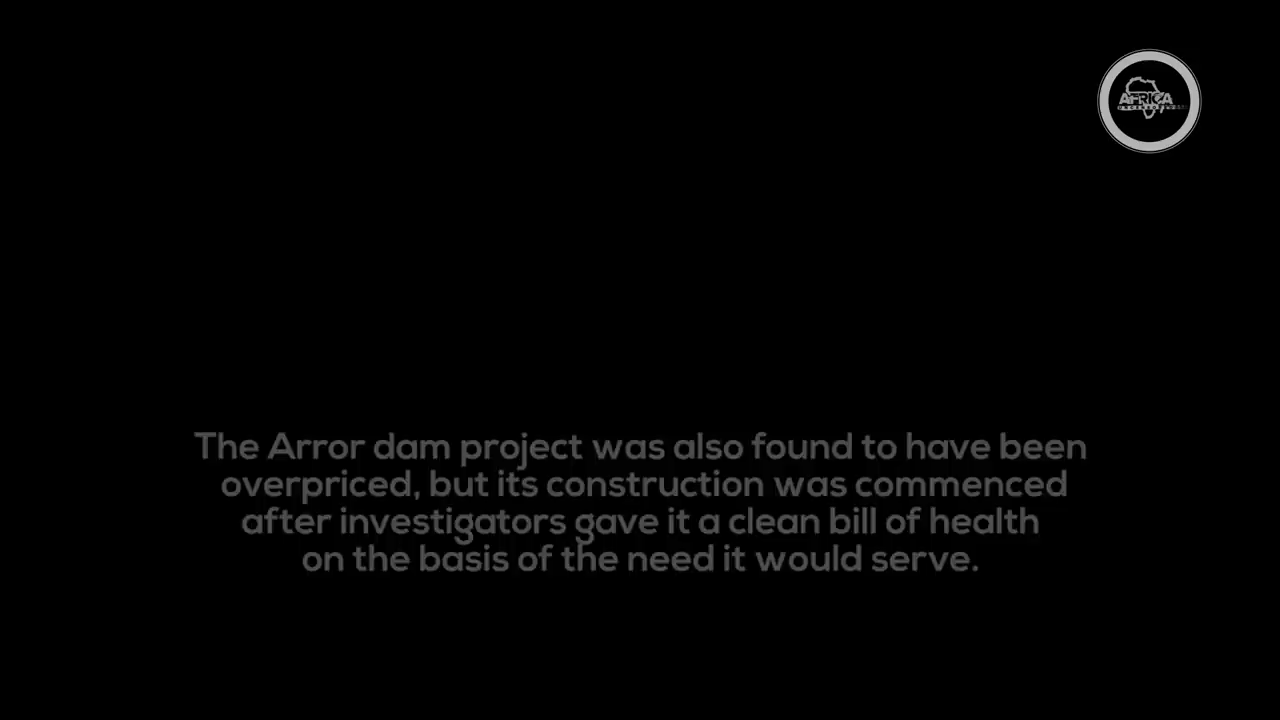 AFRICA
The Arror dam project was also found to have been
overpriced, but its construction was commenced
after investigators gave it a clean bill of health
on the basis of the need it would serve.